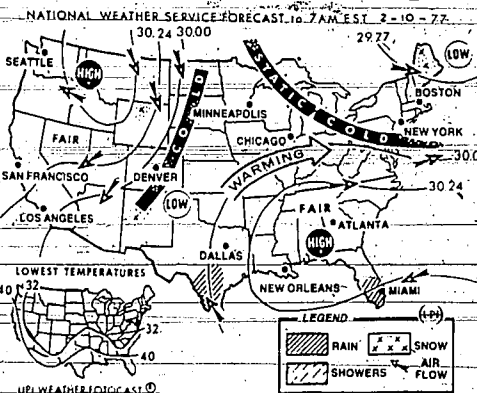 NATIONAL WEATHER SERVICE FORECAST to 7AM EST 2-10-77
30.24 30.00
29.77
LOW
SEATTLE
HIGH
COLD
STATIC/COLD
BOSTON
MINNEAPOLIS
NEW YORK
FAIR
CHICAGO
30.0
SAN FRANCISCO
DENVER
WARMING
30.24
LOW
LOS ANGELES
FAIR
ATLANTA
HIGH
DALLAS
LOWEST TEMPERATURES
NEW ORLEANS
MIAMI
40 32
32
40
LEGEND
UPI
RAIN
SNOW
SHOWERS
AIR FLOW
UPI WEATHER FOTOCAST